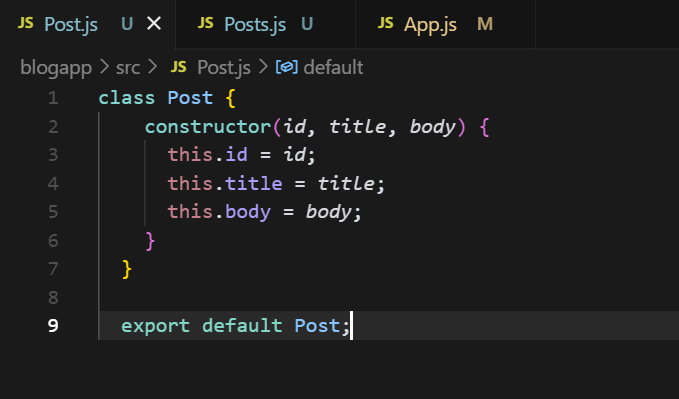 JS Post.js U × JS Posts.js U JS App.js M
blogapp > src > JS Post.js > default
1 class Post {
2 constructor(id, title, body) {
3 this.id = id;
4 this.title = title;
5 this.body = body;
6 }
7 }
8
9 export default Post;